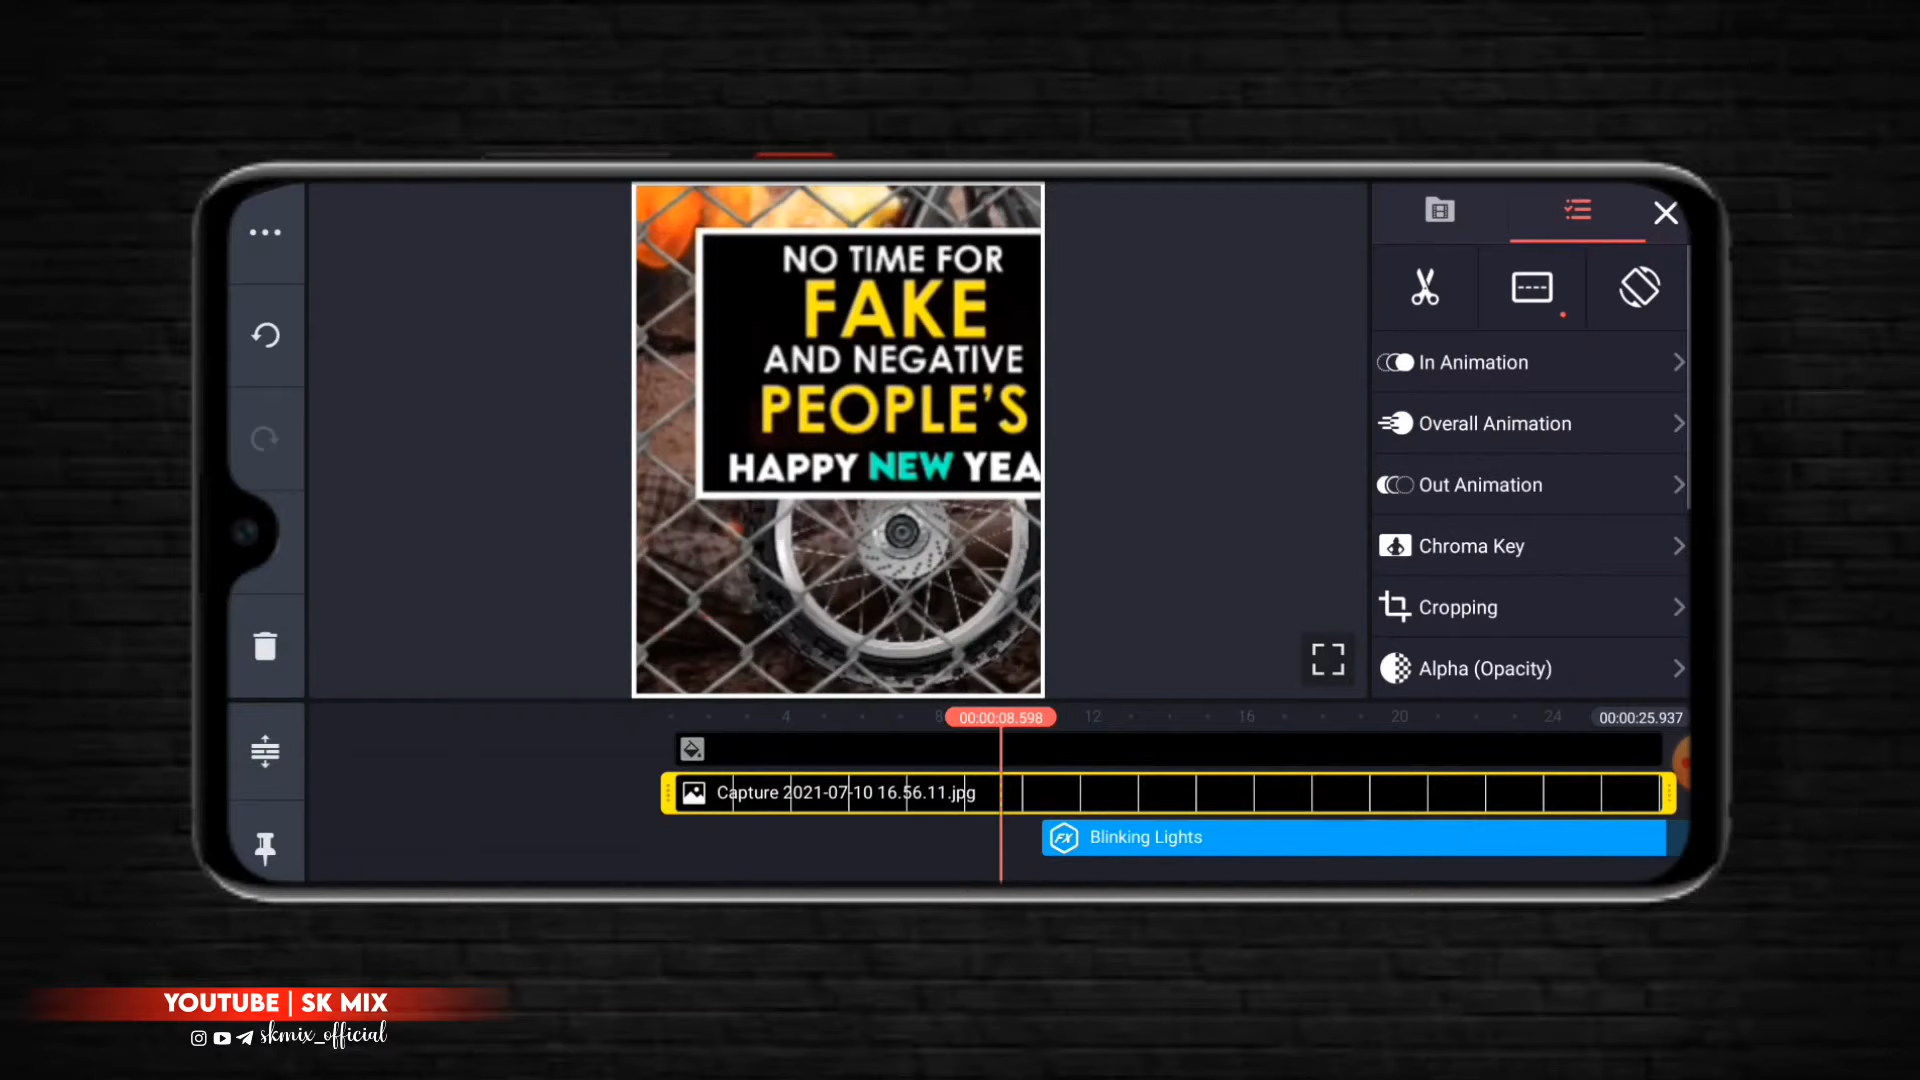 NO TIME FOR
FAKE
AND NEGATIVE
PEOPLE'S
HAPPY NEW YEA
In Animation
Overall Animation
Out Animation
Chroma Key
Cropping
Alpha (Opacity)
4
8
00:00:08.598
12
16
20
24
00:00:25.937
Capture 2021-07-10 16.56.11.jpg
FX
Blinking Lights
YOUTUBE | SK MIX
skmix_official